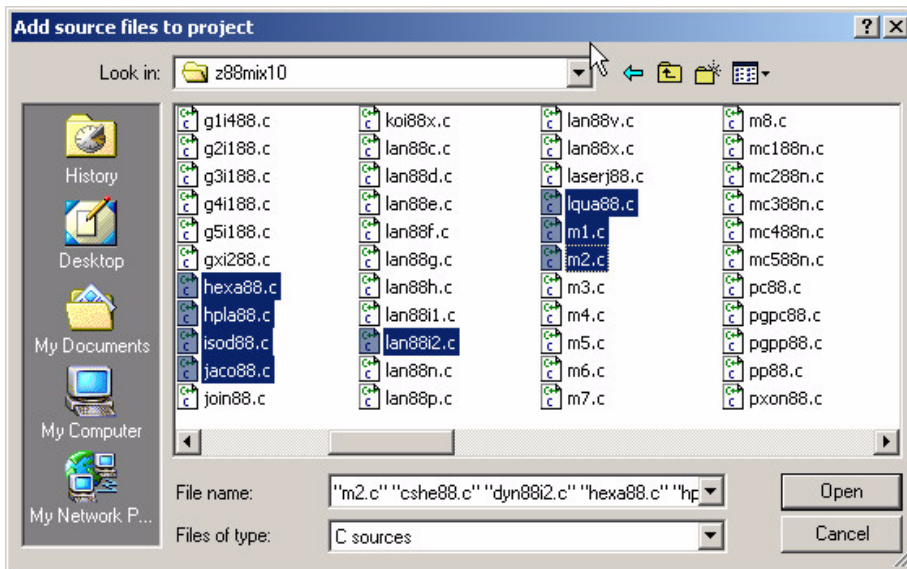 Add source files to project
Look in: z88mix10
History
Desktop
My Documents
My Computer
My Network P...
g1i488.c
g2i188.c
g3i188.c
g4i188.c
g5i188.c
gxi288.c
hexa88.c
hpla88.c
isod88.c
jaco88.c
join88.c
koi88x.c
lan88c.c
lan88d.c
lan88e.c
lan88f.c
lan88g.c
lan88h.c
lan88i1.c
lan88i2.c
lan88n.c
lan88p.c
lan88v.c
lan88x.c
laserj88.c
lqua88.c
m1.c
m2.c
m3.c
m4.c
m5.c
m6.c
m7.c
m8.c
mc188n.c
mc288n.c
mc388n.c
mc488n.c
mc588n.c
pc88.c
pgpc88.c
pgpp88.c
pp88.c
pxon88.c
File name: "m2.c" "cshe88.c" "dyn88i2.c" "hexa88.c" "hp
Open
Files of type: C sources
Cancel